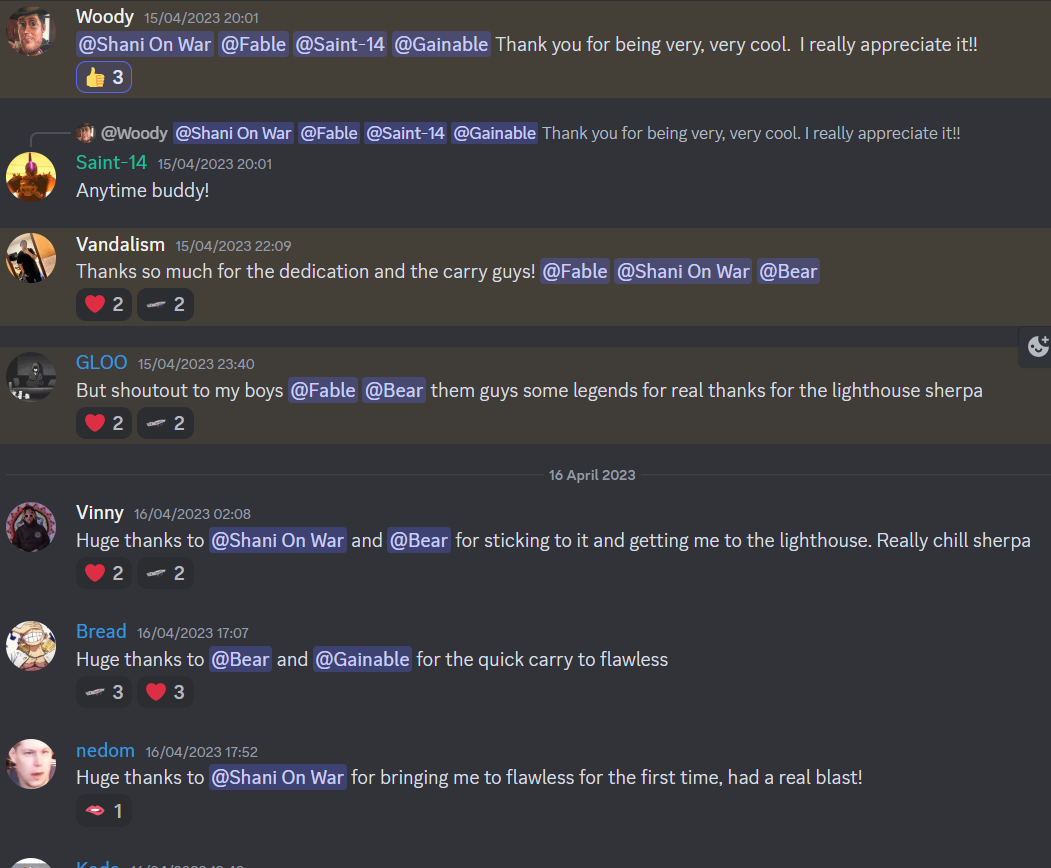 Woody 15/04/2023 20:01
@Shani On War @Fable @Saint-14 @Gainable Thank you for being very, very cool.  I really appreciate it!!
3
@Woody @Shani On War @Fable @Saint-14 @Gainable Thank you for being very, very cool. I really appreciate it!!
Saint-14 15/04/2023 20:01
Anytime buddy!
Vandalism 15/04/2023 22:09
Thanks so much for the dedication and the carry guys! @Fable @Shani On War @Bear
2 2
GLOO 15/04/2023 23:40
But shoutout to my boys @Fable @Bear them guys some legends for real thanks for the lighthouse sherpa
2 2
16 April 2023
Vinny 16/04/2023 02:08
Huge thanks to @Shani On War and @Bear for sticking to it and getting me to the lighthouse. Really chill sherpa
2 2
Bread 16/04/2023 17:07
Huge thanks to @Bear and @Gainable for the quick carry to flawless
3 3
nedom 16/04/2023 17:52
Huge thanks to @Shani On War for bringing me to flawless for the first time, had a real blast!
1